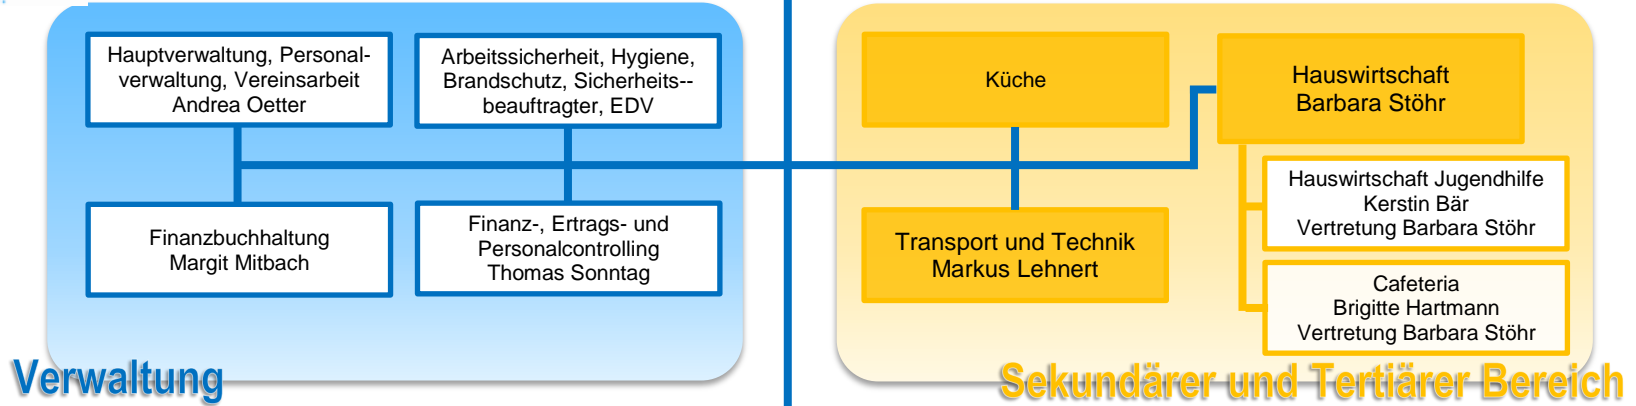 Hauptverwaltung, Personal-
verwaltung, Vereinsarbeit
Andrea Oetter
Arbeitssicherheit, Hygiene,
Brandschutz, Sicherheits--
beauftragter, EDV
Finanzbuchhaltung
Margit Mitbach
Finanz-, Ertrags- und
Personalcontrolling
Thomas Sonntag
Verwaltung
Küche
Hauswirtschaft
Barbara Stöhr
Transport und Technik
Markus Lehnert
Hauswirtschaft Jugendhilfe
Kerstin Bär
Vertretung Barbara Stöhr
Cafeteria
Brigitte Hartmann
Vertretung Barbara Stöhr
Sekundärer und Tertiärer Bereich